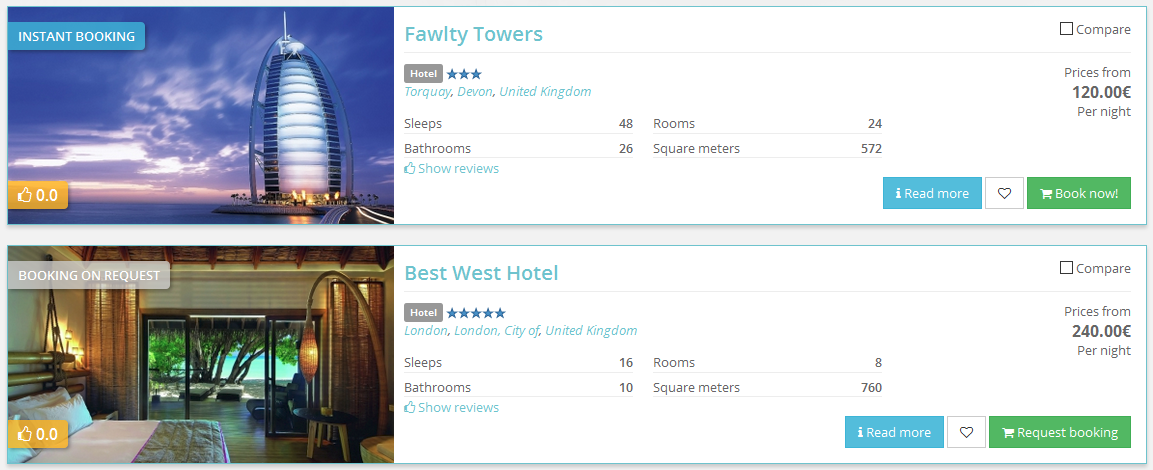 INSTANT BOOKING
0.0
Fawlty Towers
Compare
Hotel
Torquay, Devon, United Kingdom
Prices from
120.00€
Per night
Sleeps 48 Rooms 24
Bathrooms 26 Square meters 572
Show reviews
Read more Book now!
BOOKING ON REQUEST
0.0
Best West Hotel
Compare
Hotel
London, London, City of, United Kingdom
Prices from
240.00€
Per night
Sleeps 16 Rooms 8
Bathrooms 10 Square meters 760
Show reviews
Read more Request booking